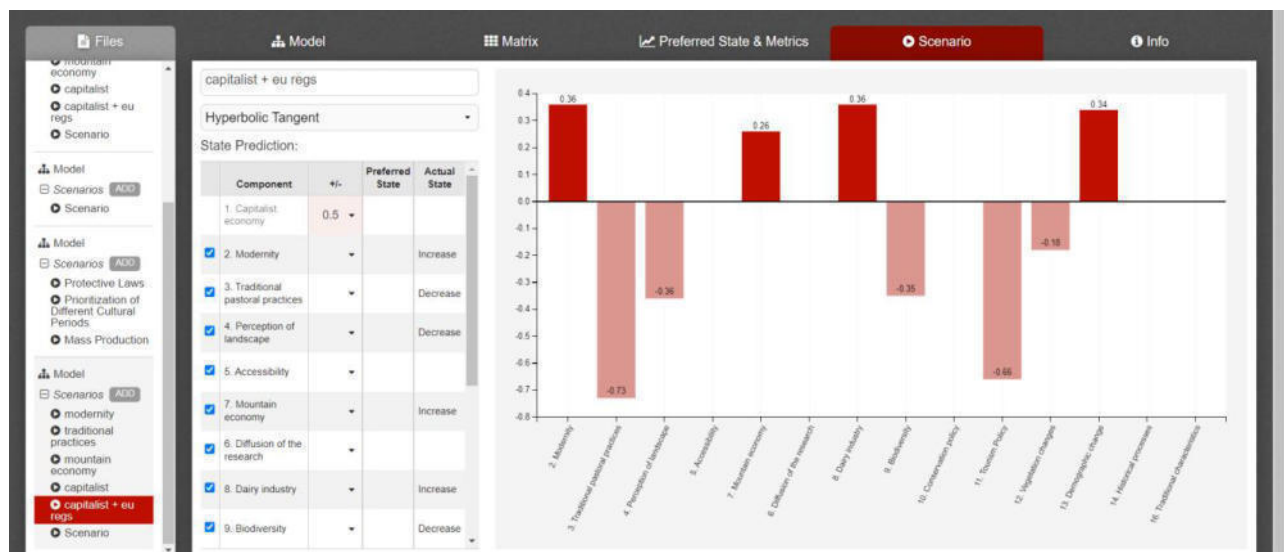 Files
Model
Matrix
Preferred State & Metrics
Scenario
Info
mountain
economy
capitalist
capitalist + eu
regs
Scenario
Model
Scenarios ADD
Scenario
Model
Scenarios ADD
Protective Laws
Prioritization of
Different Cultural
Periods
Mass Production
Model
Scenarios ADD
modernity
traditional
practices
mountain
economy
capitalist
capitalist + eu
regs
Scenario
capitalist + eu regs
Hyperbolic Tangent
State Prediction:
Component +/- Preferred State Actual State
1. Capitalist economy 0.5
2. Modernity Increase
3. Traditional pastoral practices Decrease
4. Perception of landscape Decrease
5. Accessibility
7. Mountain economy Increase
6. Diffusion of the research
8. Dairy industry Increase
9. Biodiversity Decrease
0.4
0.3
0.2
0.1
0.0
-0.1
-0.2
-0.3
-0.4
-0.5
-0.6
-0.7
-0.8
0.36
-0.73
-0.36
0.26
0.36
-0.35
-0.66
-0.18
0.34
2. Modernity
3. Traditional pastoral practices
4. Perception of landscape
5. Accessibility
7. Mountain economy
6. Diffusion of the research
8. Dairy industry
9. Biodiversity
10. Conservation policy
11. Tourism Policy
12. Vegetation changes
13. Demographic change
14. Historical processes
16. Traditional characteristics